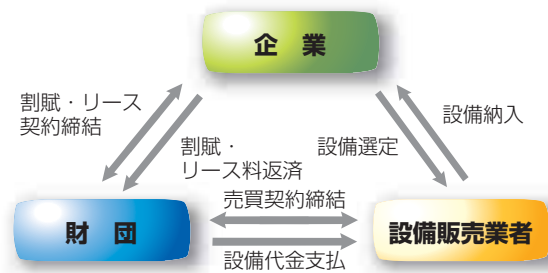 企 業
割賦・リース
契約締結
設備納入
割賦・
リース料返済
設備選定
売買契約締結
財 団
設備販売業者
設備代金支払